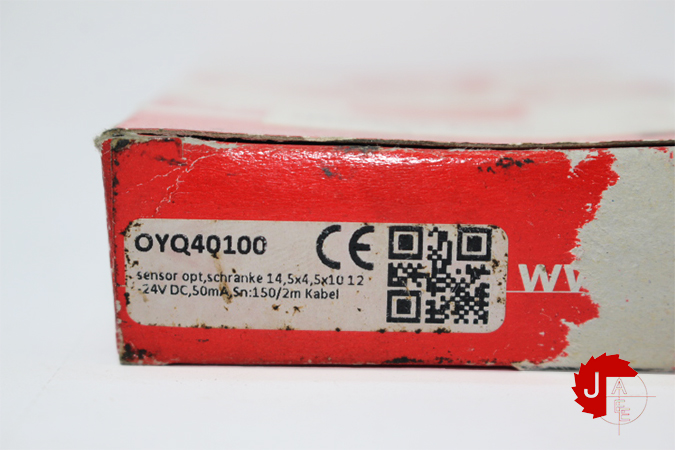 OYQ40100 CE
sensor opt,schranke 14,5x4,5x10 12
-24V DC,50mA,Sn:150/2m Kabel
ww
J